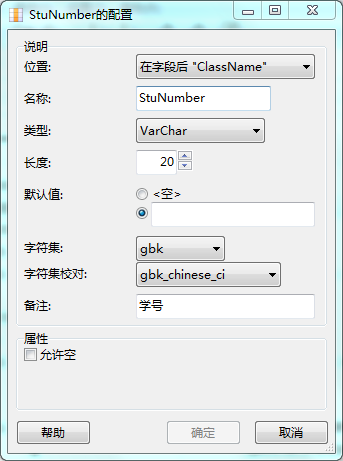 StuNumber的配置
说明
位置: 在字段后 "ClassName"
名称: StuNumber
类型: VarChar
长度: 20
默认值: <空>
字符集: gbk
字符集校对: gbk_chinese_ci
备注: 学号
属性
允许空
帮助 确定 取消